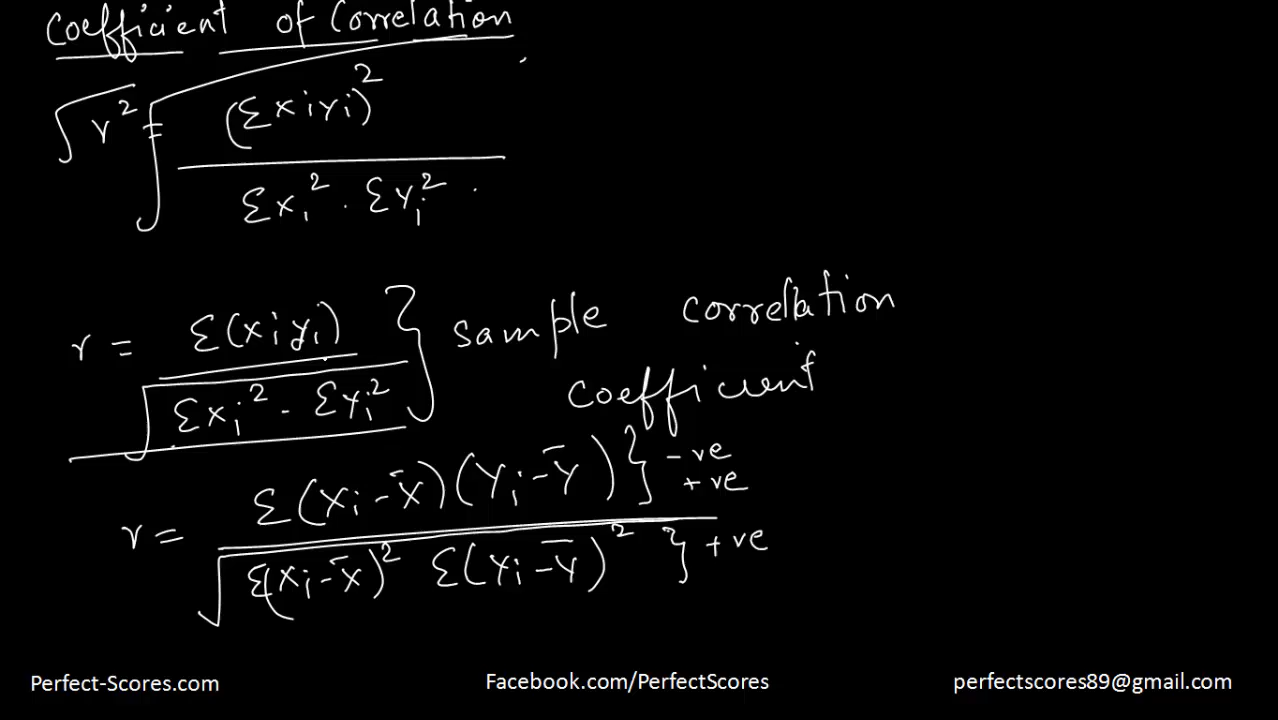 Coefficient of Correlation
√r² = √(Σxiyi)² / Σxi² . Σyi²
r = Σ(xiyi) / √Σxi² . Σyi² } sample correlation
coefficient
r = Σ(Xi-X̄)(Yi-Ȳ) / √Σ(Xi-X̄)² Σ(Yi-Ȳ)² } -ve
+ve
} +ve
Perfect-Scores.com Facebook.com/PerfectScores perfectscores89@gmail.com